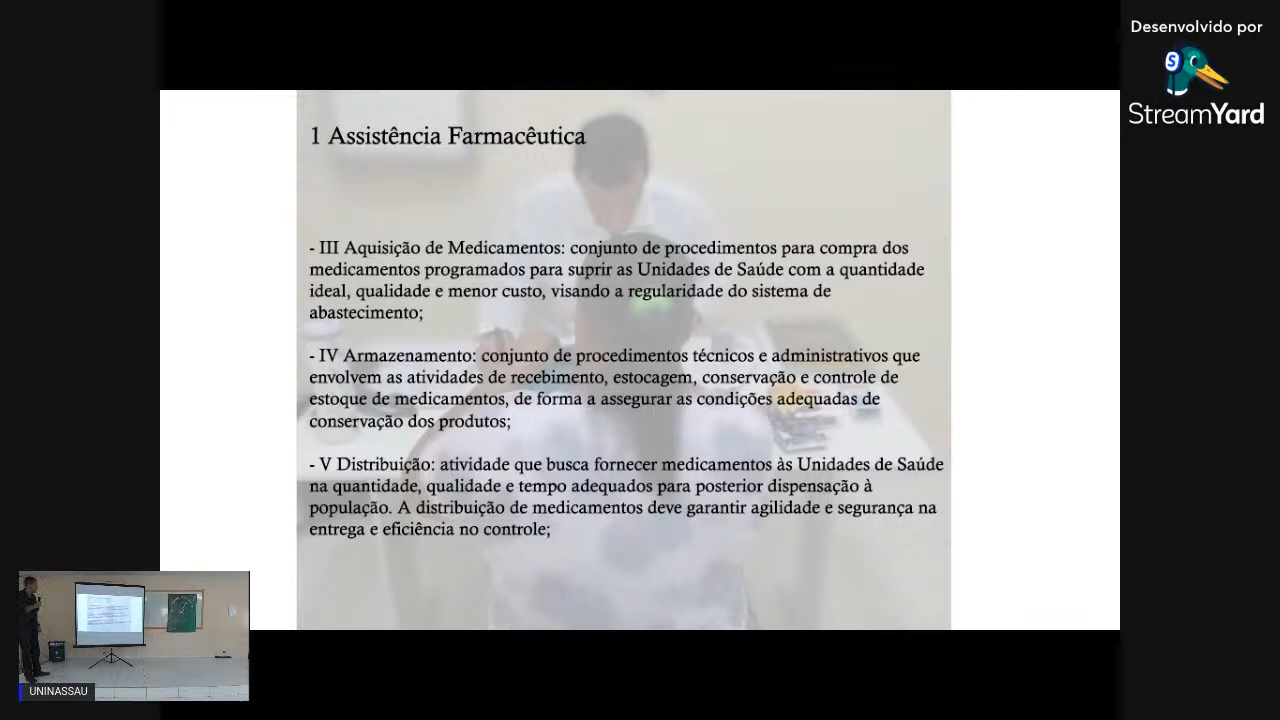 Desenvolvido por
StreamYard
1 Assistência Farmacêutica
- III Aquisição de Medicamentos: conjunto de procedimentos para compra dos
medicamentos programados para suprir as Unidades de Saúde com a quantidade
ideal, qualidade e menor custo, visando a regularidade do sistema de
abastecimento;
- IV Armazenamento: conjunto de procedimentos técnicos e administrativos que
envolvem as atividades de recebimento, estocagem, conservação e controle de
estoque de medicamentos, de forma a assegurar as condições adequadas de
conservação dos produtos;
- V Distribuição: atividade que busca fornecer medicamentos às Unidades de Saúde
na quantidade, qualidade e tempo adequados para posterior dispensação à
população. A distribuição de medicamentos deve garantir agilidade e segurança na
entrega e eficiência no controle;
UNINASSAU